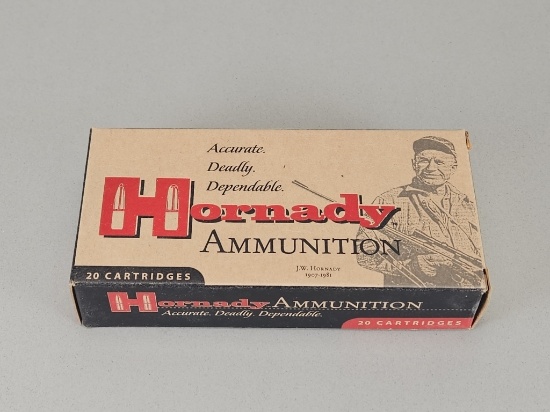 Accurate.
Deadly.
Dependable.
Hornady
AMMUNITION
J.W. HORNADY
1907-1981
20 CARTRIDGES
Hornady AMMUNITION
Accurate. Deadly. Dependable.
20 CARTRIDGES